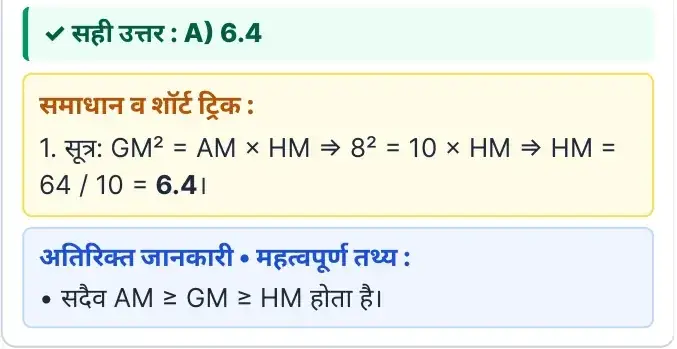 ✓ सही उत्तर : A) 6.4
समाधान व शॉर्ट ट्रिक :
1. सूत्र: GM² = AM × HM ⇒ 8² = 10 × HM ⇒ HM =
64 / 10 = 6.4।
अतिरिक्त जानकारी • महत्वपूर्ण तथ्य :
• सदैव AM ≥ GM ≥ HM होता है।